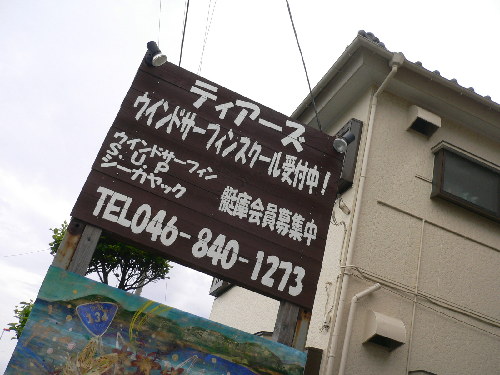 ティアーズ
ウインドサーフィンスクール受付中!
ウインドサーフィン
S.U.P
シーカヤック
艇庫会員募集中
TEL046-840-1273
134